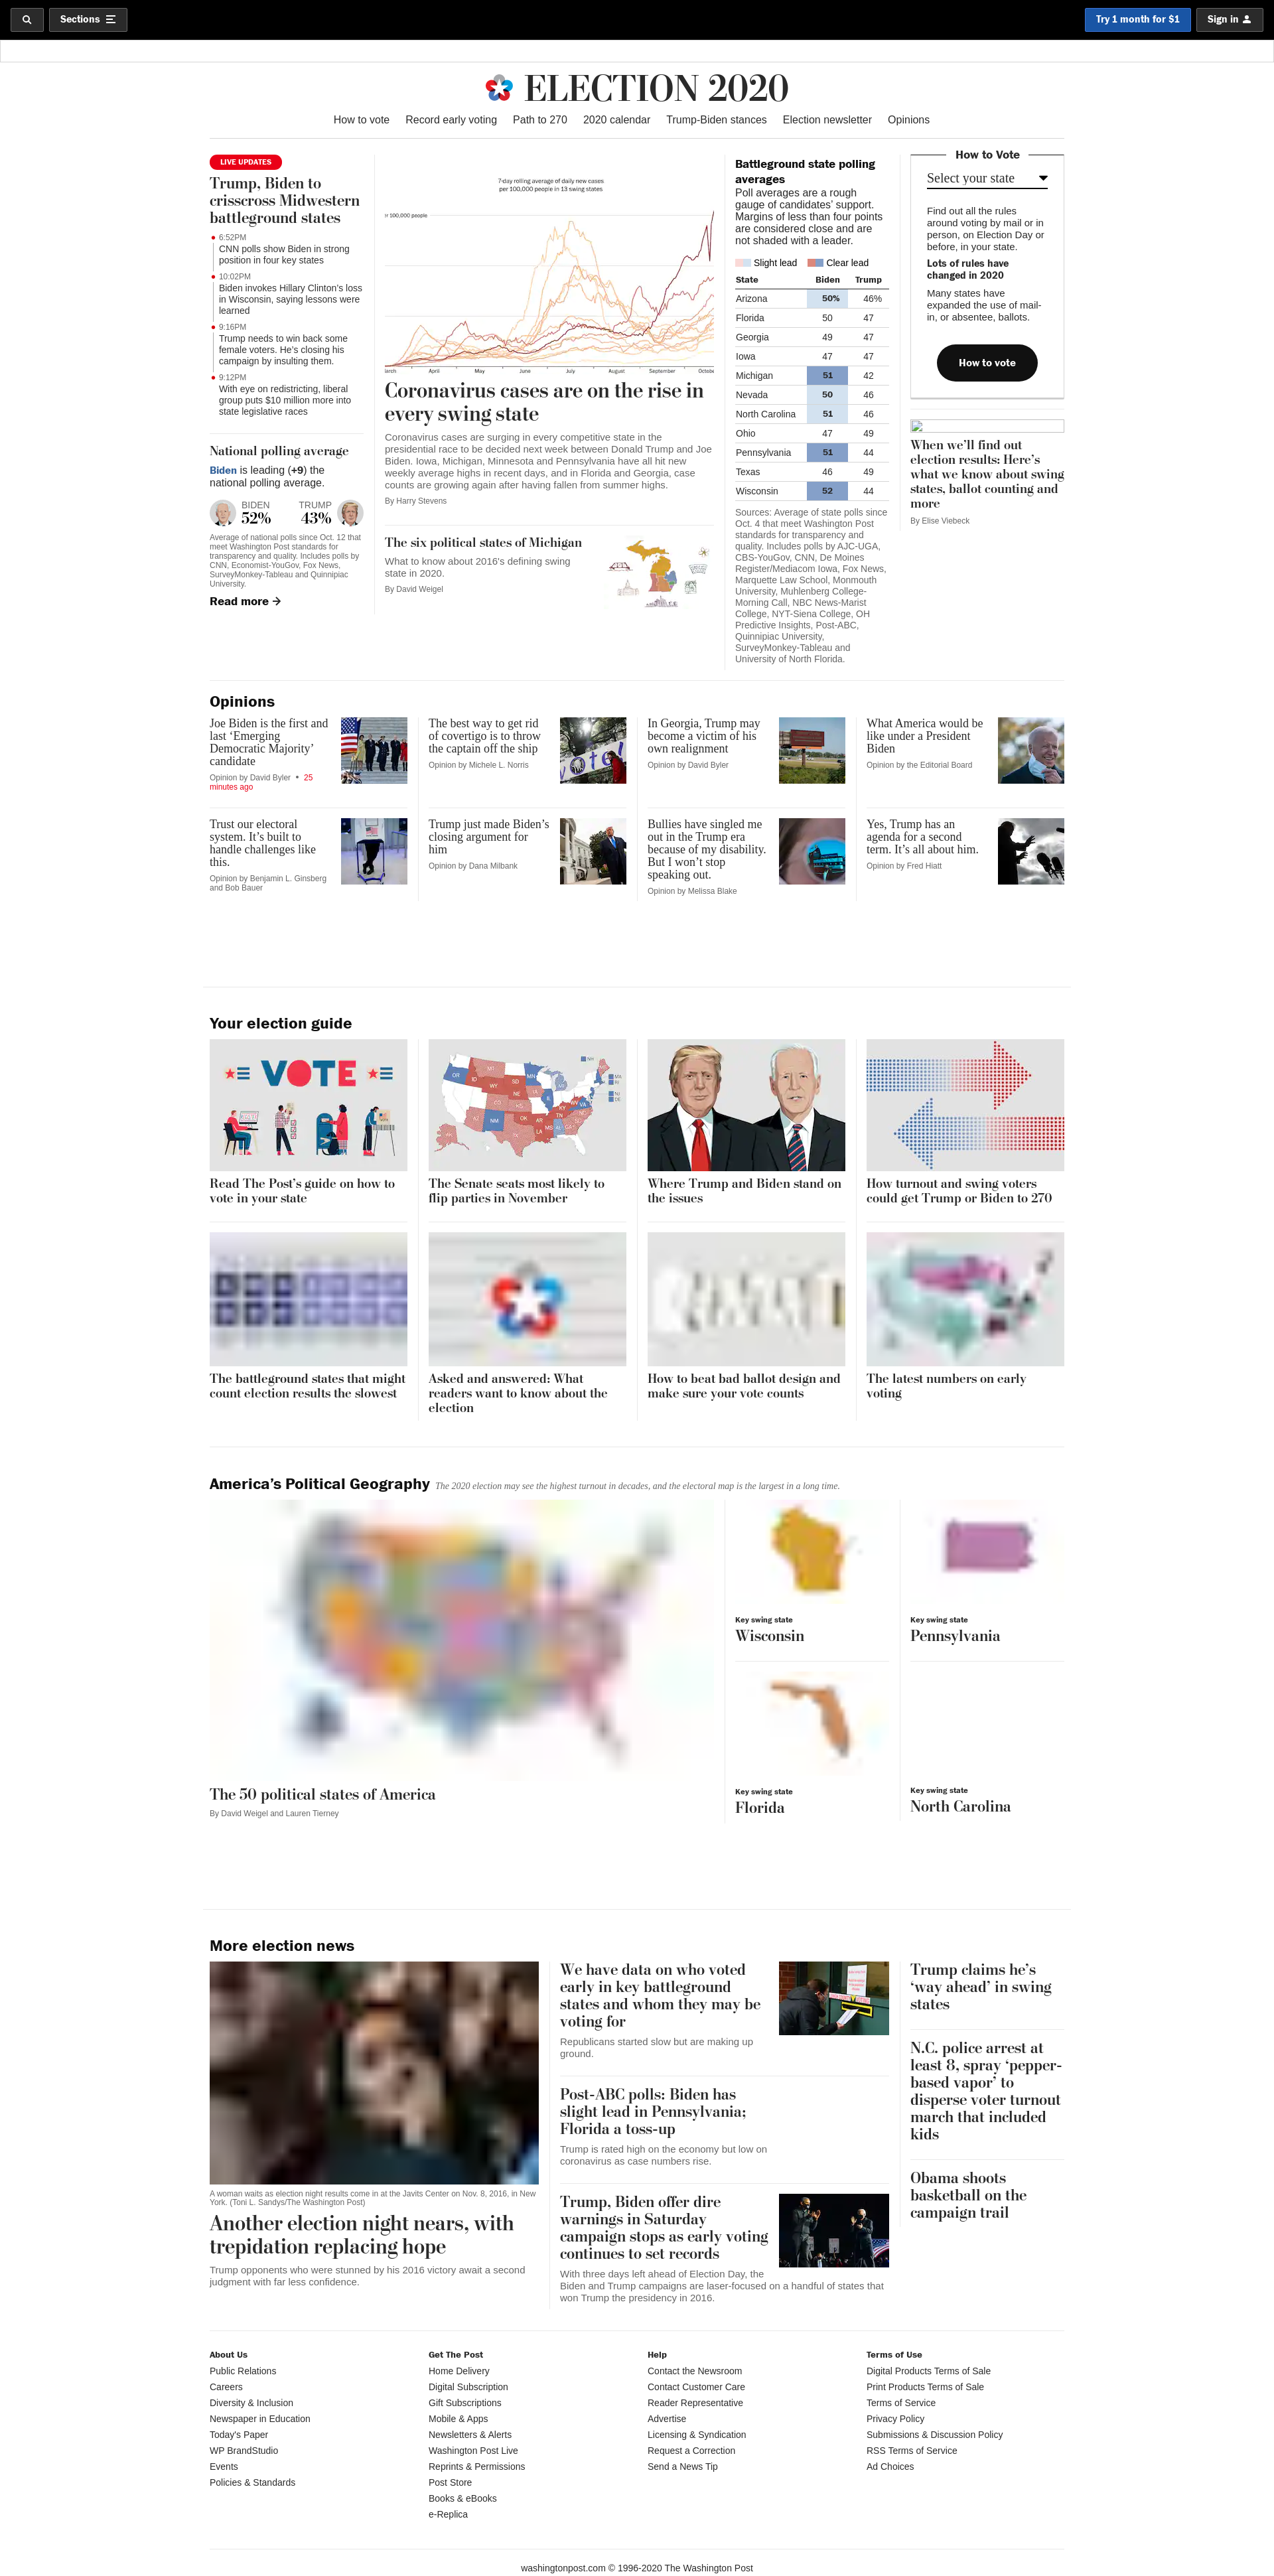 Sections
Try 1 month for $1
Sign in
ELECTION 2020
How to vote
Record early voting
Path to 270
2020 calendar
Trump-Biden stances
Election newsletter
Opinions
LIVE UPDATES
Trump, Biden to
crisscross Midwestern
battleground states
6:52PM
CNN polls show Biden in strong
position in four key states
10:02PM
Biden invokes Hillary Clinton's loss
in Wisconsin, saying lessons were
learned
9:16PM
Trump needs to win back some
female voters. He's closing his
campaign by insulting them.
9:12PM
With eye on redistricting, liberal
group puts $10 million more into
state legislative races
National polling average
Biden is leading (+9) the
national polling average.
BIDEN
52%
TRUMP
43%
Average of national polls since Oct. 12 that
meet Washington Post standards for
transparency and quality. Includes polls by
CNN, Economist-YouGov, Fox News,
SurveyMonkey-Tableau and Quinnipiac
University.
Read more
7-day rolling average of daily new cases
per 100,000 people in 13 swing states
r 100,000 people
arch
April
May
June
July
August
September
Octobe
Coronavirus cases are on the rise in
every swing state
Coronavirus cases are surging in every competitive state in the
presidential race to be decided next week between Donald Trump and Joe
Biden. Iowa, Michigan, Minnesota and Pennsylvania have all hit new
weekly average highs in recent days, and in Florida and Georgia, case
counts are growing again after having fallen from summer highs.
By Harry Stevens
The six political states of Michigan
What to know about 2016's defining swing
state in 2020.
By David Weigel
Battleground state polling
averages
Poll averages are a rough
gauge of candidates' support.
Margins of less than four points
are considered close and are
not shaded with a leader.
Slight lead
Clear lead
State Biden Trump
Arizona 50% 46%
Florida 50 47
Georgia 49 47
Iowa 47 47
Michigan 51 42
Nevada 50 46
North Carolina 51 46
Ohio 47 49
Pennsylvania 51 44
Texas 46 49
Wisconsin 52 44
Sources: Average of state polls since
Oct. 4 that meet Washington Post
standards for transparency and
quality. Includes polls by AJC-UGA,
CBS-YouGov, CNN, De Moines
Register/Mediacom Iowa, Fox News,
Marquette Law School, Monmouth
University, Muhlenberg College-
Morning Call, NBC News-Marist
College, NYT-Siena College, OH
Predictive Insights, Post-ABC,
Quinnipiac University,
SurveyMonkey-Tableau and
University of North Florida.
How to Vote
Select your state
Find out all the rules
around voting by mail or in
person, on Election Day or
before, in your state.
Lots of rules have
changed in 2020
Many states have
expanded the use of mail-
in, or absentee, ballots.
How to vote
When we'll find out
election results: Here's
what we know about swing
states, ballot counting and
more
By Elise Viebeck
Opinions
Joe Biden is the first and
last 'Emerging
Democratic Majority'
candidate
Opinion by David Byler • 25
minutes ago
The best way to get rid
of covertigo is to throw
the captain off the ship
Opinion by Michele L. Norris
vote!
In Georgia, Trump may
become a victim of his
own realignment
Opinion by David Byler
What America would be
like under a President
Biden
Opinion by the Editorial Board
Trust our electoral
system. It's built to
handle challenges like
this.
Opinion by Benjamin L. Ginsberg
and Bob Bauer
Trump just made Biden's
closing argument for
him
Opinion by Dana Milbank
Bullies have singled me
out in the Trump era
because of my disability.
But I won't stop
speaking out.
Opinion by Melissa Blake
Yes, Trump has an
agenda for a second
term. It's all about him.
Opinion by Fred Hiatt
Your election guide
VOTE
Read The Post's guide on how to
vote in your state
The Senate seats most likely to
flip parties in November
Where Trump and Biden stand on
the issues
How turnout and swing voters
could get Trump or Biden to 270
The battleground states that might
count election results the slowest
Asked and answered: What
readers want to know about the
election
How to beat bad ballot design and
make sure your vote counts
The latest numbers on early
voting
America's Political Geography The 2020 election may see the highest turnout in decades, and the electoral map is the largest in a long time.
The 50 political states of America
By David Weigel and Lauren Tierney
Key swing state
Wisconsin
Key swing state
Pennsylvania
Key swing state
Florida
Key swing state
North Carolina
More election news
A woman waits as election night results come in at the Javits Center on Nov. 8, 2016, in New
York. (Toni L. Sandys/The Washington Post)
Another election night nears, with
trepidation replacing hope
Trump opponents who were stunned by his 2016 victory await a second
judgment with far less confidence.
We have data on who voted
early in key battleground
states and whom they may be
voting for
Republicans started slow but are making up
ground.
Post-ABC polls: Biden has
slight lead in Pennsylvania;
Florida a toss-up
Trump is rated high on the economy but low on
coronavirus as case numbers rise.
Trump, Biden offer dire
warnings in Saturday
campaign stops as early voting
continues to set records
With three days left ahead of Election Day, the
Biden and Trump campaigns are laser-focused on a handful of states that
won Trump the presidency in 2016.
Trump claims he's
'way ahead' in swing
states
N.C. police arrest at
least 8, spray 'pepper-
based vapor' to
disperse voter turnout
march that included
kids
Obama shoots
basketball on the
campaign trail
About Us
Public Relations
Careers
Diversity & Inclusion
Newspaper in Education
Today's Paper
WP BrandStudio
Events
Policies & Standards
Get The Post
Home Delivery
Digital Subscription
Gift Subscriptions
Mobile & Apps
Newsletters & Alerts
Washington Post Live
Reprints & Permissions
Post Store
Books & eBooks
e-Replica
Help
Contact the Newsroom
Contact Customer Care
Reader Representative
Advertise
Licensing & Syndication
Request a Correction
Send a News Tip
Terms of Use
Digital Products Terms of Sale
Print Products Terms of Sale
Terms of Service
Privacy Policy
Submissions & Discussion Policy
RSS Terms of Service
Ad Choices
washingtonpost.com © 1996-2020 The Washington Post